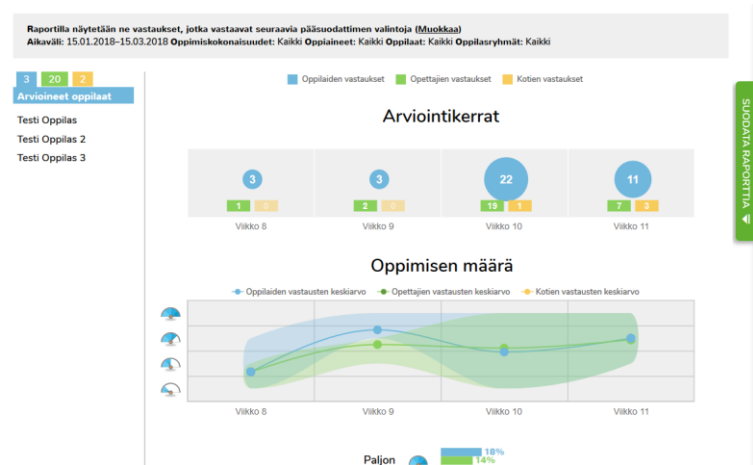 Raportilla näytetään ne vastaukset, jotka vastaavat seuraavia pääsuodattimen valintoja (Muokkaa)
Aikaväli: 15.01.2018–15.03.2018 Oppimiskokonaisuudet: Kaikki Oppiaineet: Kaikki Oppilaat: Kaikki Oppilasryhmät: Kaikki
3 20 2
Arvioineet oppilaat
Testi Oppilas
Testi Oppilas 2
Testi Oppilas 3
Oppilaiden vastaukset Opettajien vastaukset Kotien vastaukset
Arviointikerrat
3 3 22 11
1 0 2 0 19 1 7 3
Viikko 8 Viikko 9 Viikko 10 Viikko 11
SUODATA RAPORTTIA
Oppimisen määrä
Oppilaiden vastausten keskiarvo Opettajien vastausten keskiarvo Kotien vastausten keskiarvo
Viikko 8 Viikko 9 Viikko 10 Viikko 11
Paljon
18%
14%